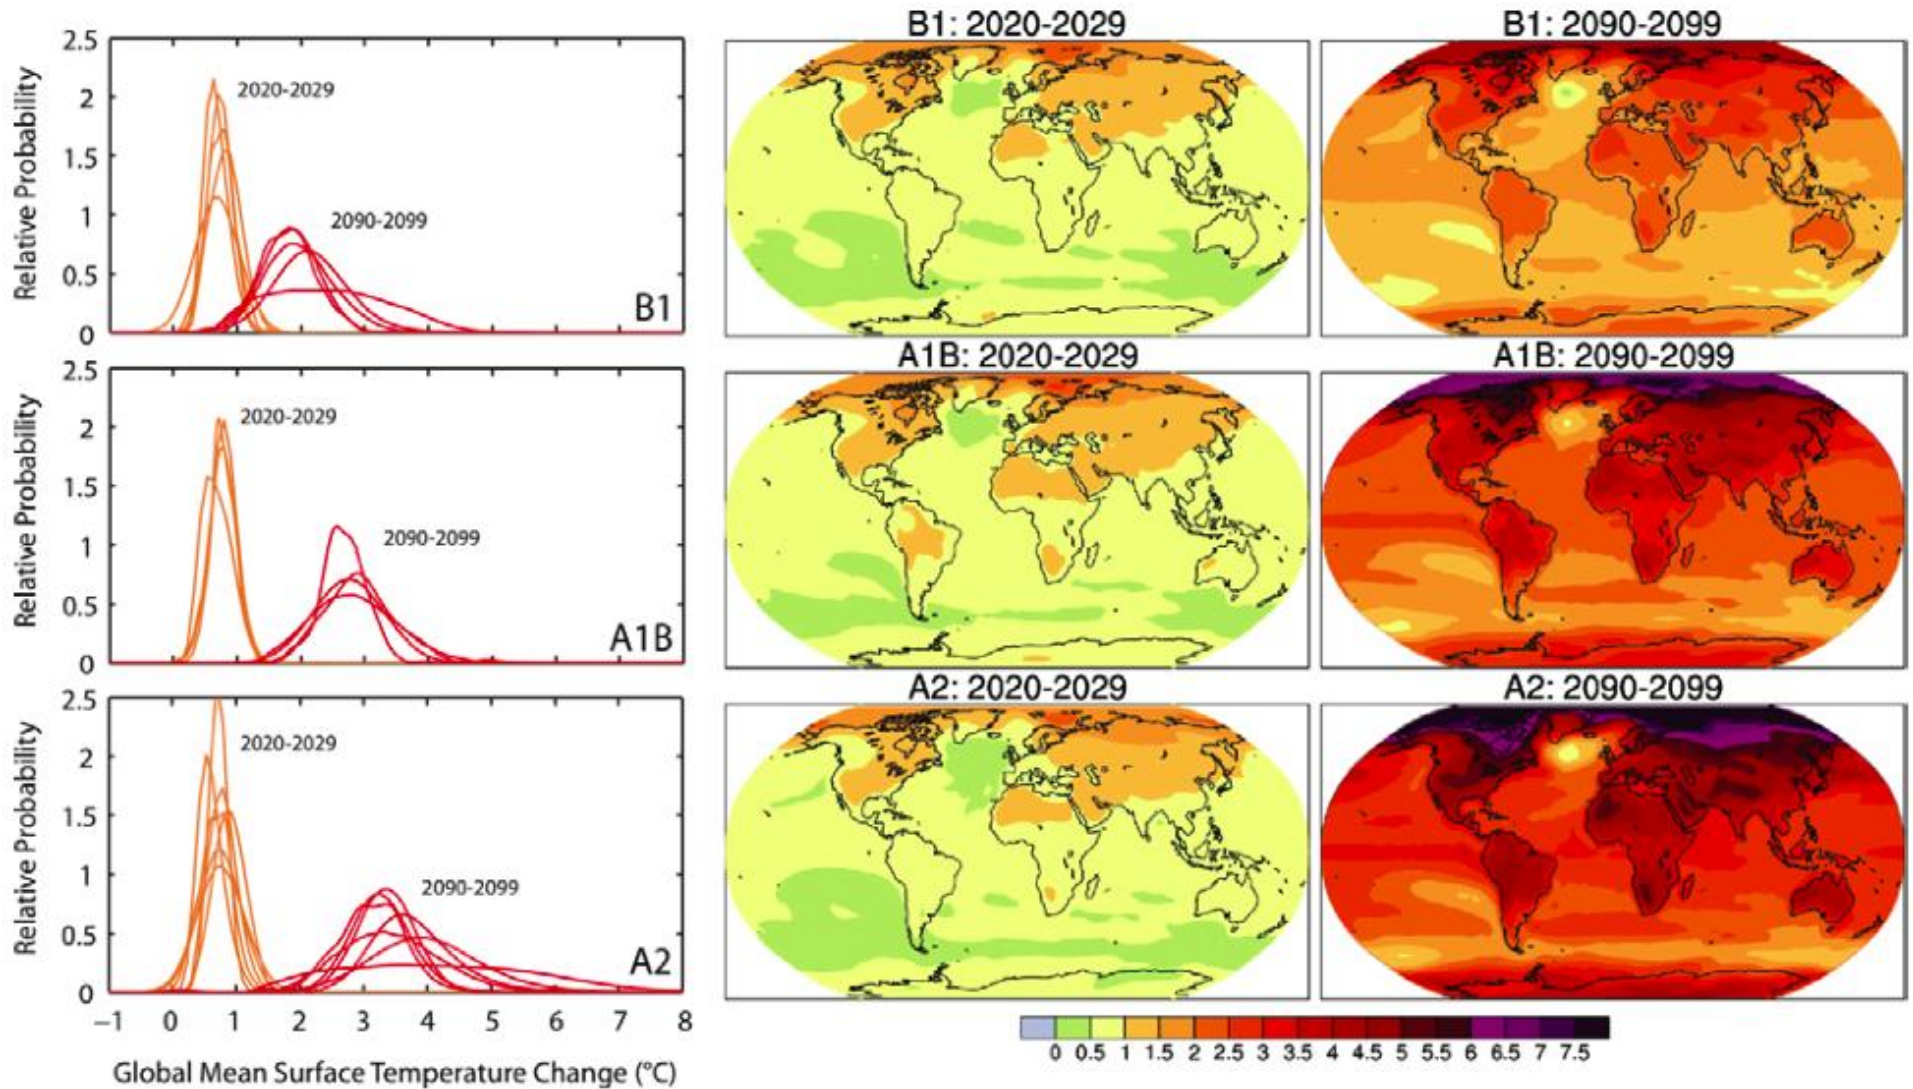 B1: 2020-2029
B1: 2090-2099
2.5
2
1.5
1
0.5
0
Relative Probability
2020-2029
2090-2099
B1
A1B: 2020-2029
A1B: 2090-2099
2.5
2
1.5
1
0.5
0
Relative Probability
2020-2029
2090-2099
A1B
A2: 2020-2029
A2: 2090-2099
2.5
2
1.5
1
0.5
0
Relative Probability
2020-2029
2090-2099
A2
−1 0 1 2 3 4 5 6 7 8
Global Mean Surface Temperature Change (°C)
0 0.5 1 1.5 2 2.5 3 3.5 4 4.5 5 5.5 6 6.5 7 7.5